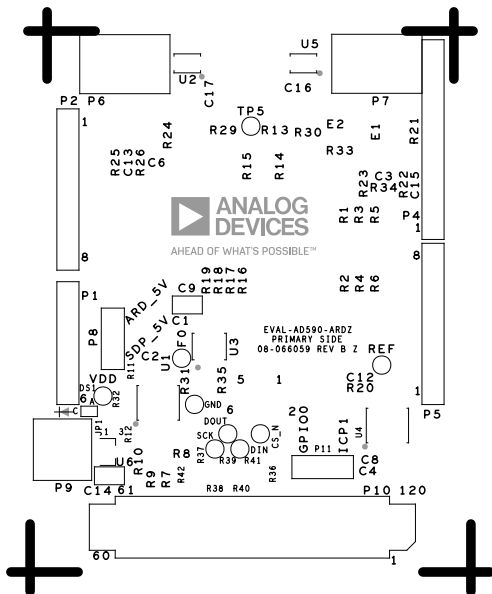 U5
U2
C17
C16
P2 P6
P7
1
TP5
R24
R29 R13 R30
E2
E1
R21
R33
R25
C13
R26
C6
R15
R14
R23
C3
R34
R22
C15
R1
R3
R5
P4
1
ANALOG
DEVICES
AHEAD OF WHAT'S POSSIBLE™
8
8
R19
R18
R17
R16
R2
R4
R6
P1
ARD_5V
C9
P8
C1
SDP_5V
F0
U3
EVAL-AD590-ARDZ
PRIMARY SIDE
08-066059 REV B Z
REF
C2
U1
R11
R31
R35
5 1
C12
R20
VDD
DS1
6
A
C
R32
GND
6
2
1
P5
JP1
1 3
R12
DOUT
SCK
CS_N
DIN
GPIO0
ICP1
U4
U6
R10
R8
R37
R39 R41
P11
C8
C4
P9
C14 61
R9
R7
R42
R36
R38 R40
P10 120
60
1